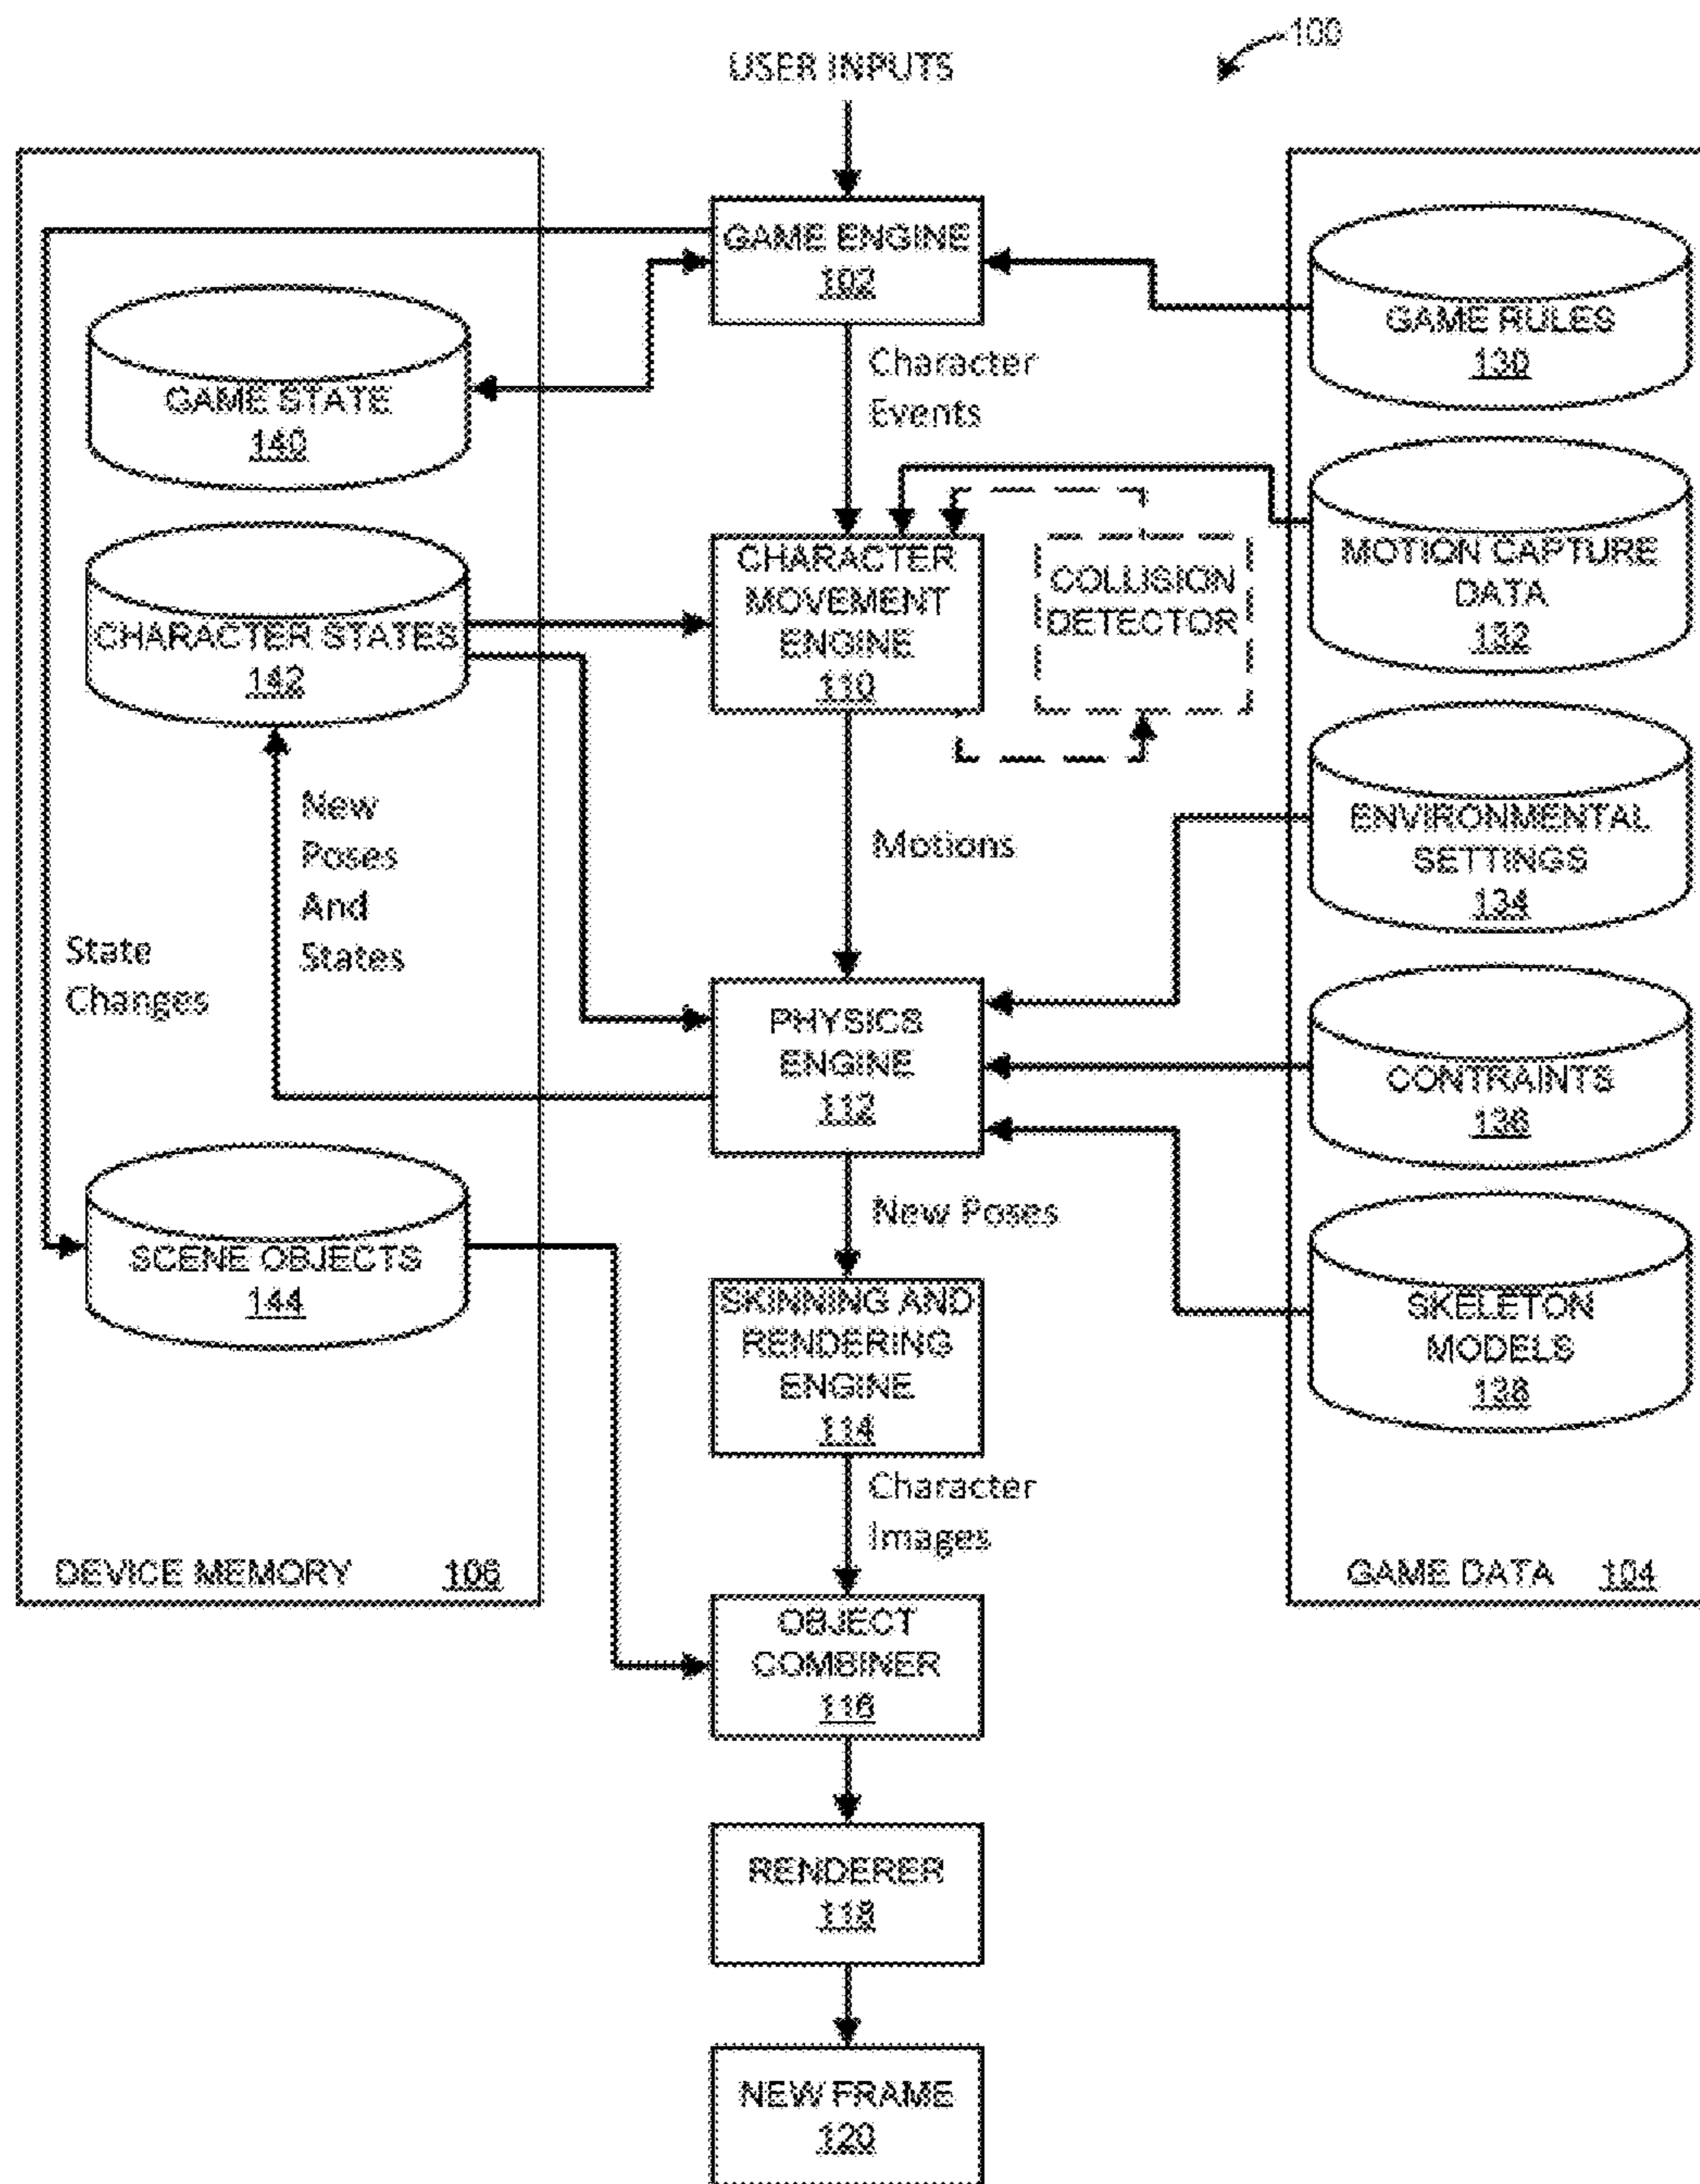 100
USER INPUTS
GAME ENGINE
102
GAME RULES
130
GAME STATE
140
Character
Events
MOTION CAPTURE
DATA
132
CHARACTER STATES
142
CHARACTER
MOVEMENT
ENGINE
110
COLLISION
DETECTOR
ENVIRONMENTAL
SETTINGS
134
New
Poses
And
States
Motions
State
Changes
PHYSICS
ENGINE
112
CONTRAINTS
136
New Poses
SCENE OBJECTS
144
SKINNING AND
RENDERING
ENGINE
114
SKELETON
MODELS
138
Character
Images
DEVICE MEMORY 106
GAME DATA 104
OBJECT
COMBINER
116
RENDERER
118
NEW FRAME
120